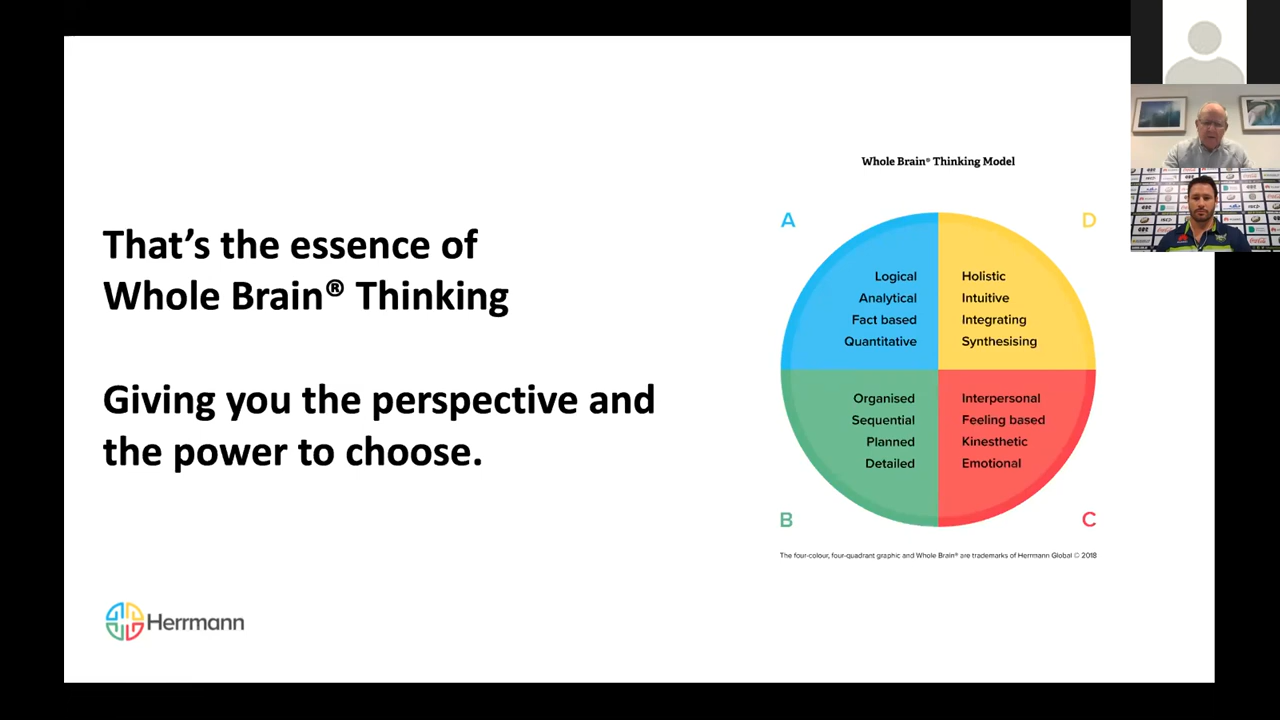 That's the essence of
Whole Brain® Thinking
Giving you the perspective and
the power to choose.
Whole Brain® Thinking Model
A
D
Logical
Analytical
Fact based
Quantitative
Holistic
Intuitive
Integrating
Synthesising
Organised
Sequential
Planned
Detailed
Interpersonal
Feeling based
Kinesthetic
Emotional
B
C
The four-colour, four-quadrant graphic and Whole Brain® are trademarks of Herrmann Global © 2018
Herrmann